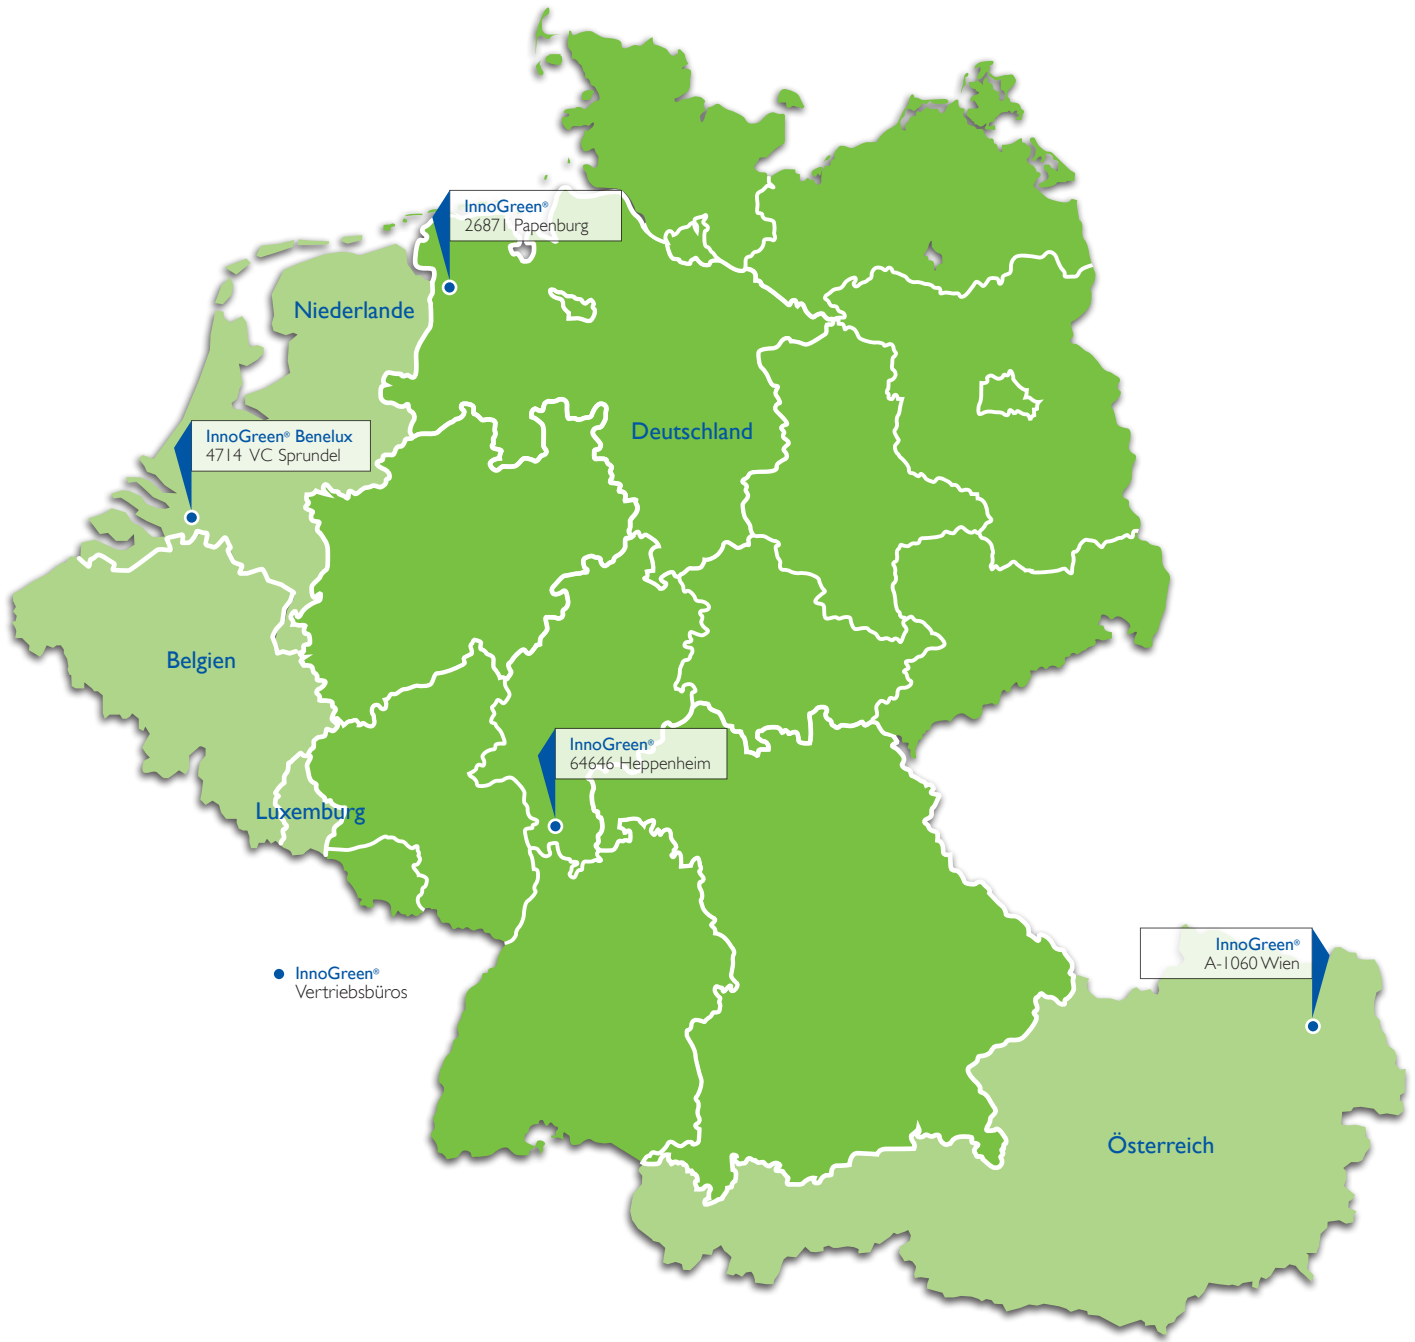 InnoGreen®
26871 Papenburg
Niederlande
InnoGreen® Benelux
4714 VC Sprundel
Deutschland
Belgien
InnoGreen®
64646 Heppenheim
Luxemburg
InnoGreen®
A-1060 Wien
InnoGreen®
Vertriebsbüros
Österreich